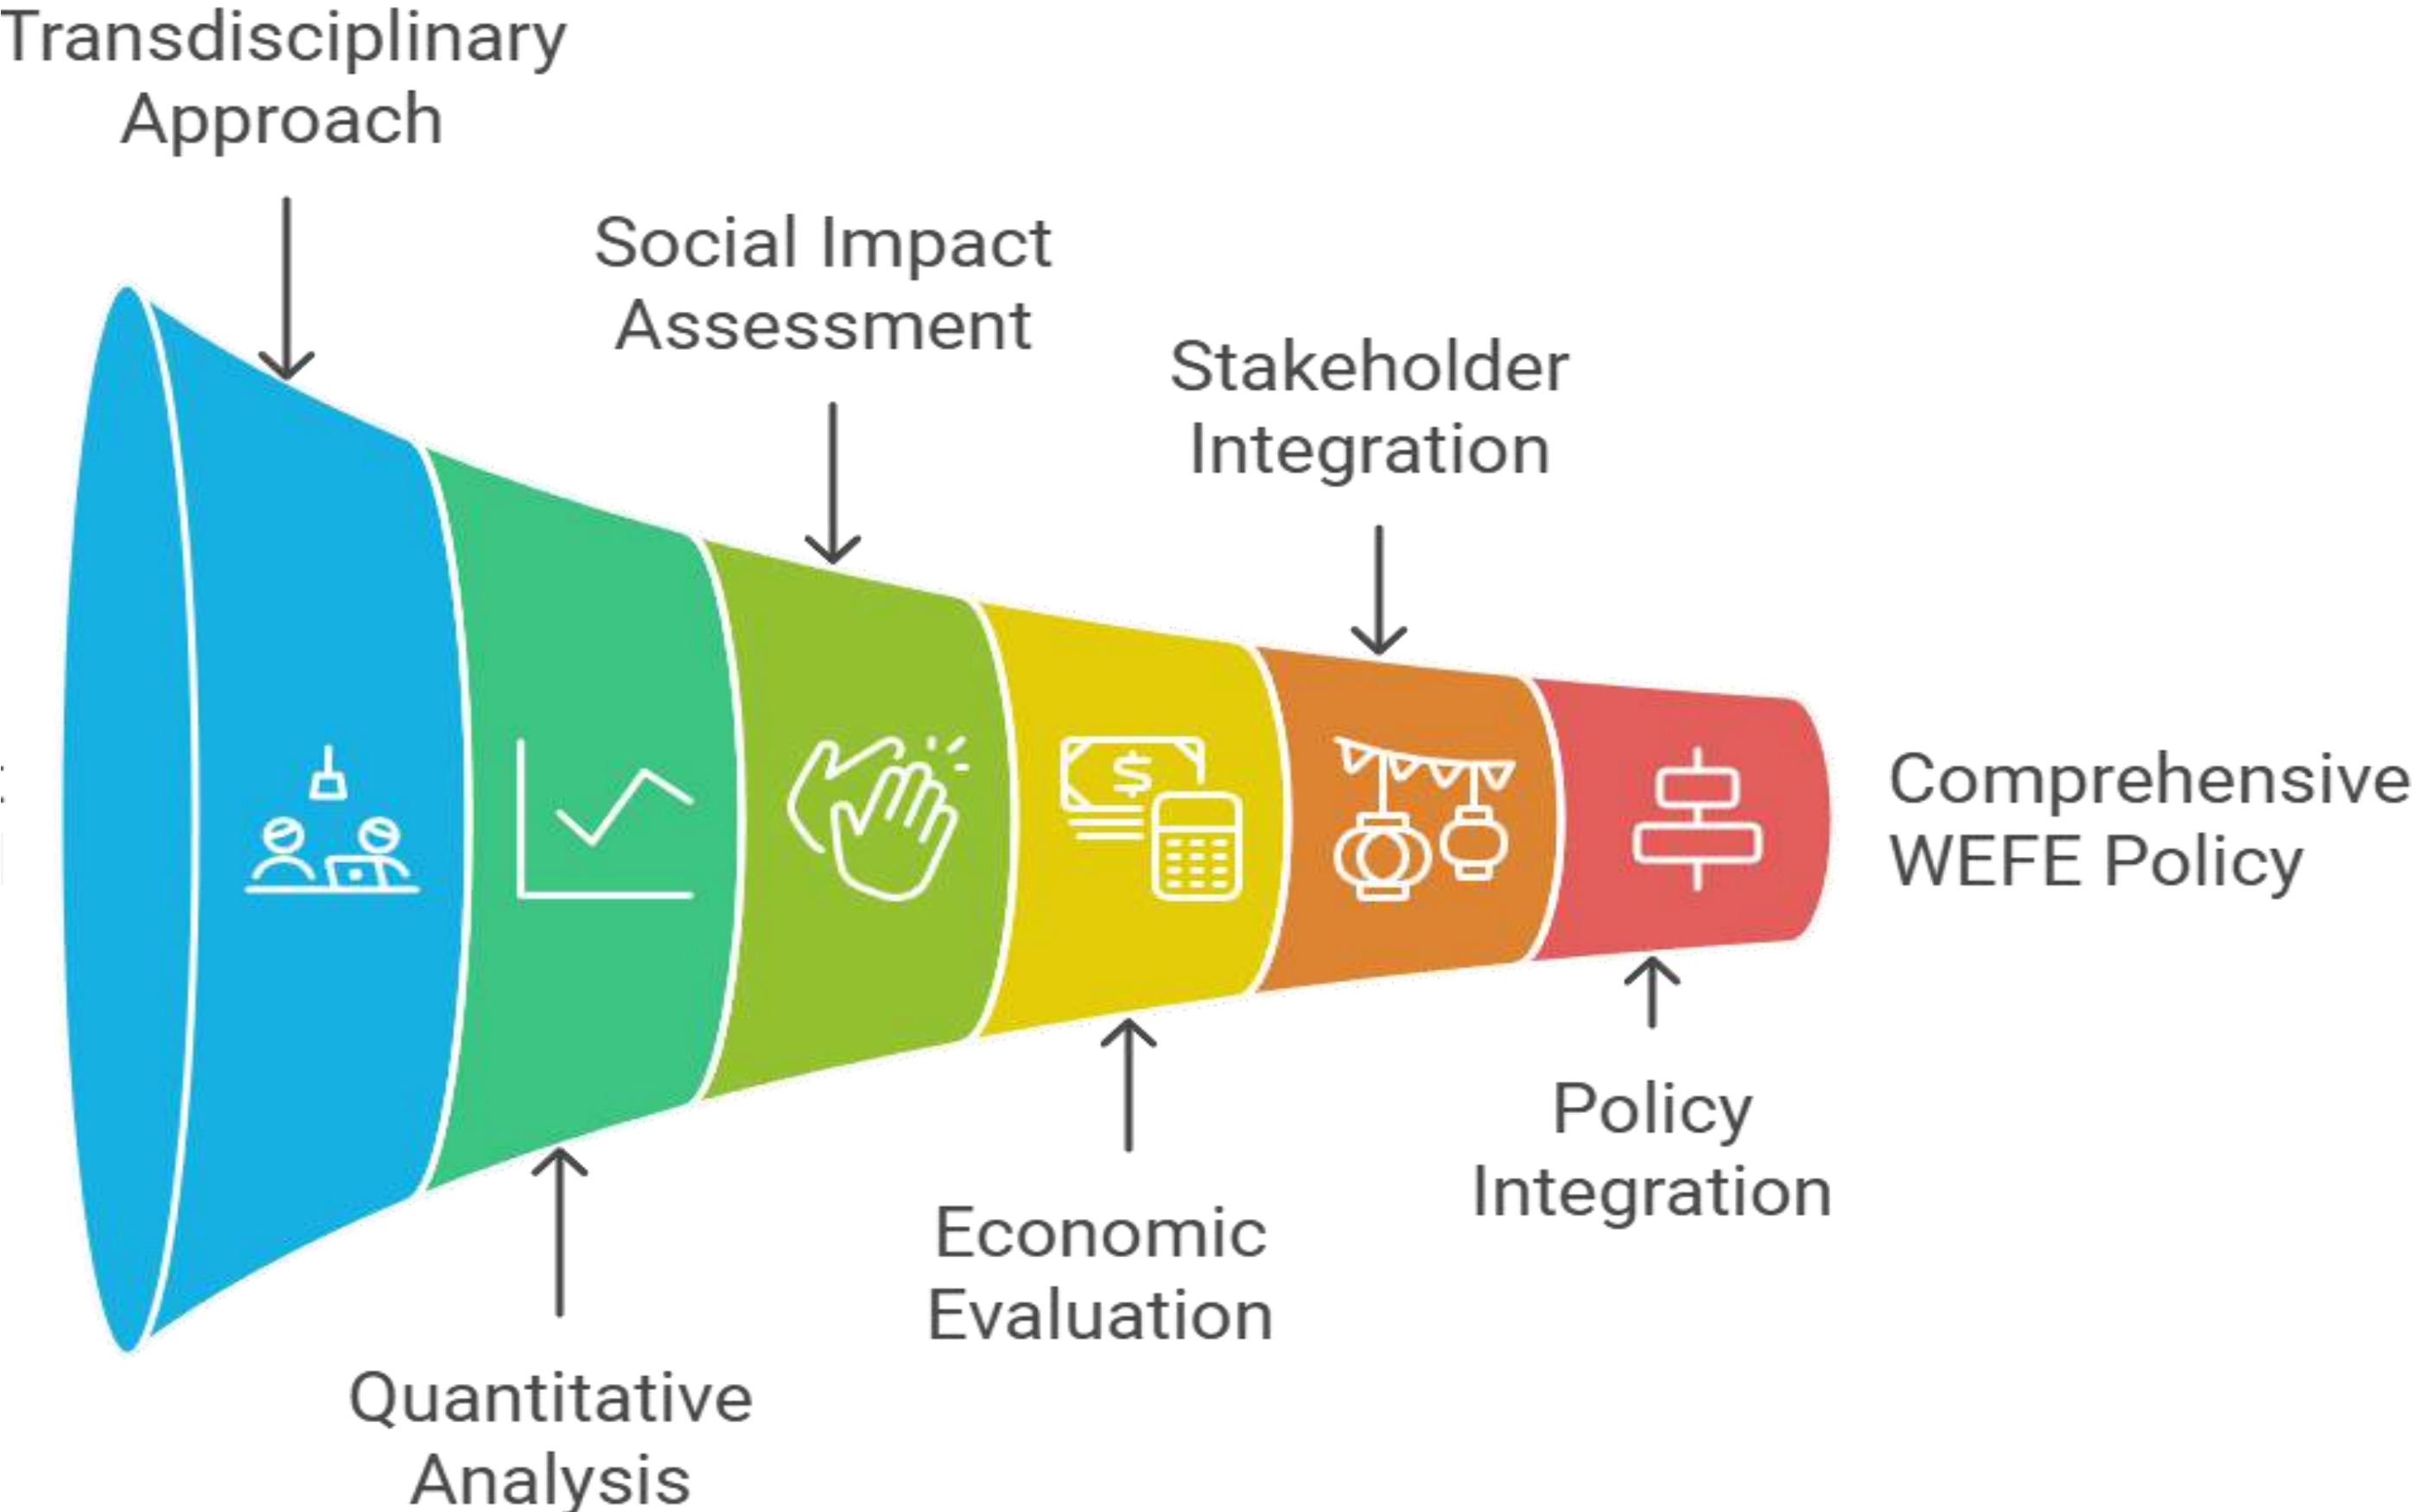 Transdisciplinary
Approach
Social Impact
Assessment
Stakeholder
Integration
$
Comprehensive
WEFE Policy
Policy
Integration
Economic
Evaluation
Quantitative
Analysis